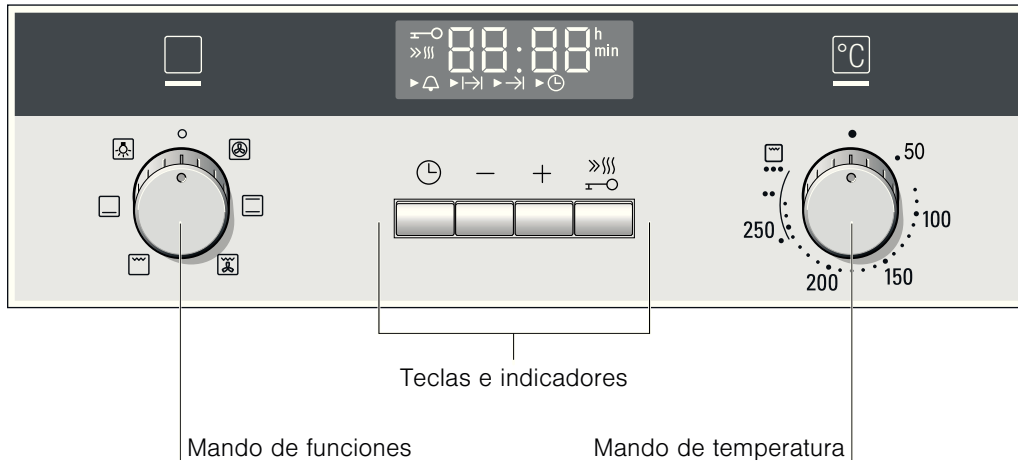 88:88 h min
°C
50
100
150
200
250
Teclas e indicadores
Mando de funciones
Mando de temperatura